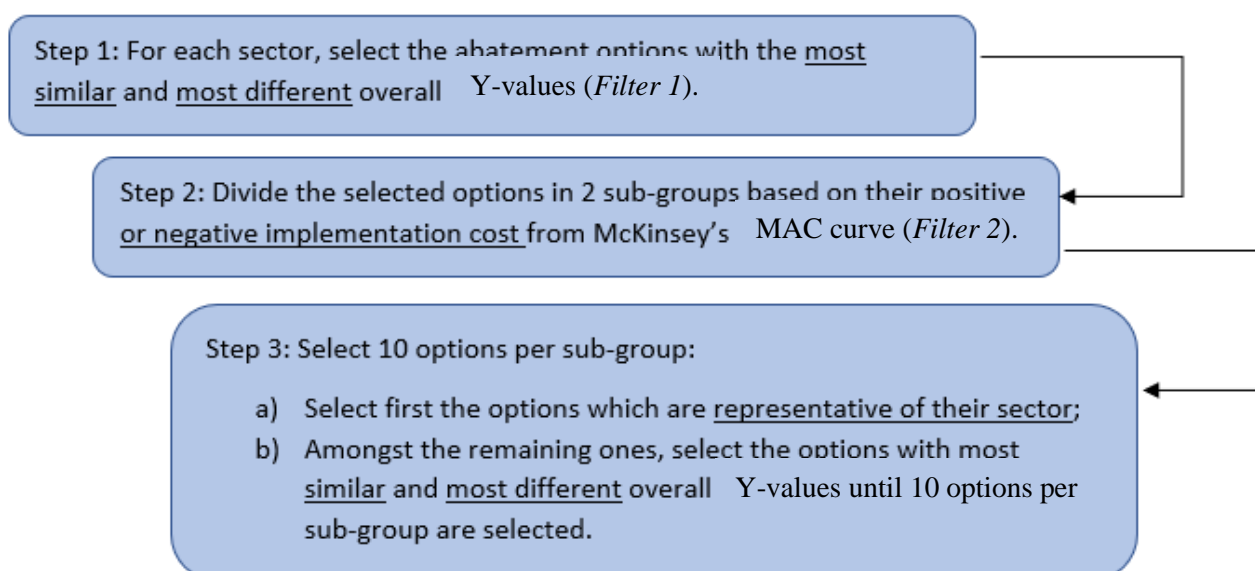 Step 1: For each sector, select the abatement options with the most
similar and most different overall Y-values (Filter 1).
Step 2: Divide the selected options in 2 sub-groups based on their positive
or negative implementation cost from McKinsey’s MAC curve (Filter 2).
Step 3: Select 10 options per sub-group:
a) Select first the options which are representative of their sector;
b) Amongst the remaining ones, select the options with most
similar and most different overall Y-values until 10 options per
sub-group are selected.